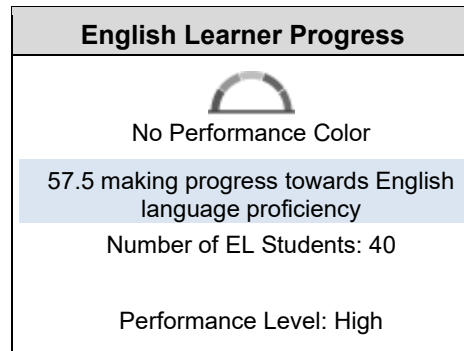 English Learner Progress
No Performance Color
57.5 making progress towards English
language proficiency
Number of EL Students: 40
Performance Level: High